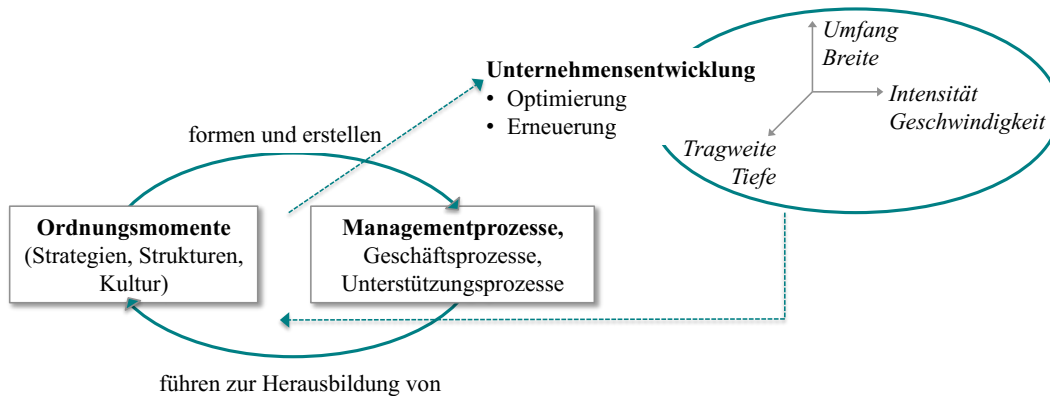 Umfang
Breite
Unternehmensentwicklung
• Optimierung
• Erneuerung
Intensität
Geschwindigkeit
formen und erstellen
Tragweite
Tiefe
Ordnungsmomente
(Strategien, Strukturen,
Kultur)
Managementprozesse,
Geschäftsprozesse,
Unterstützungsprozesse
führen zur Herausbildung von